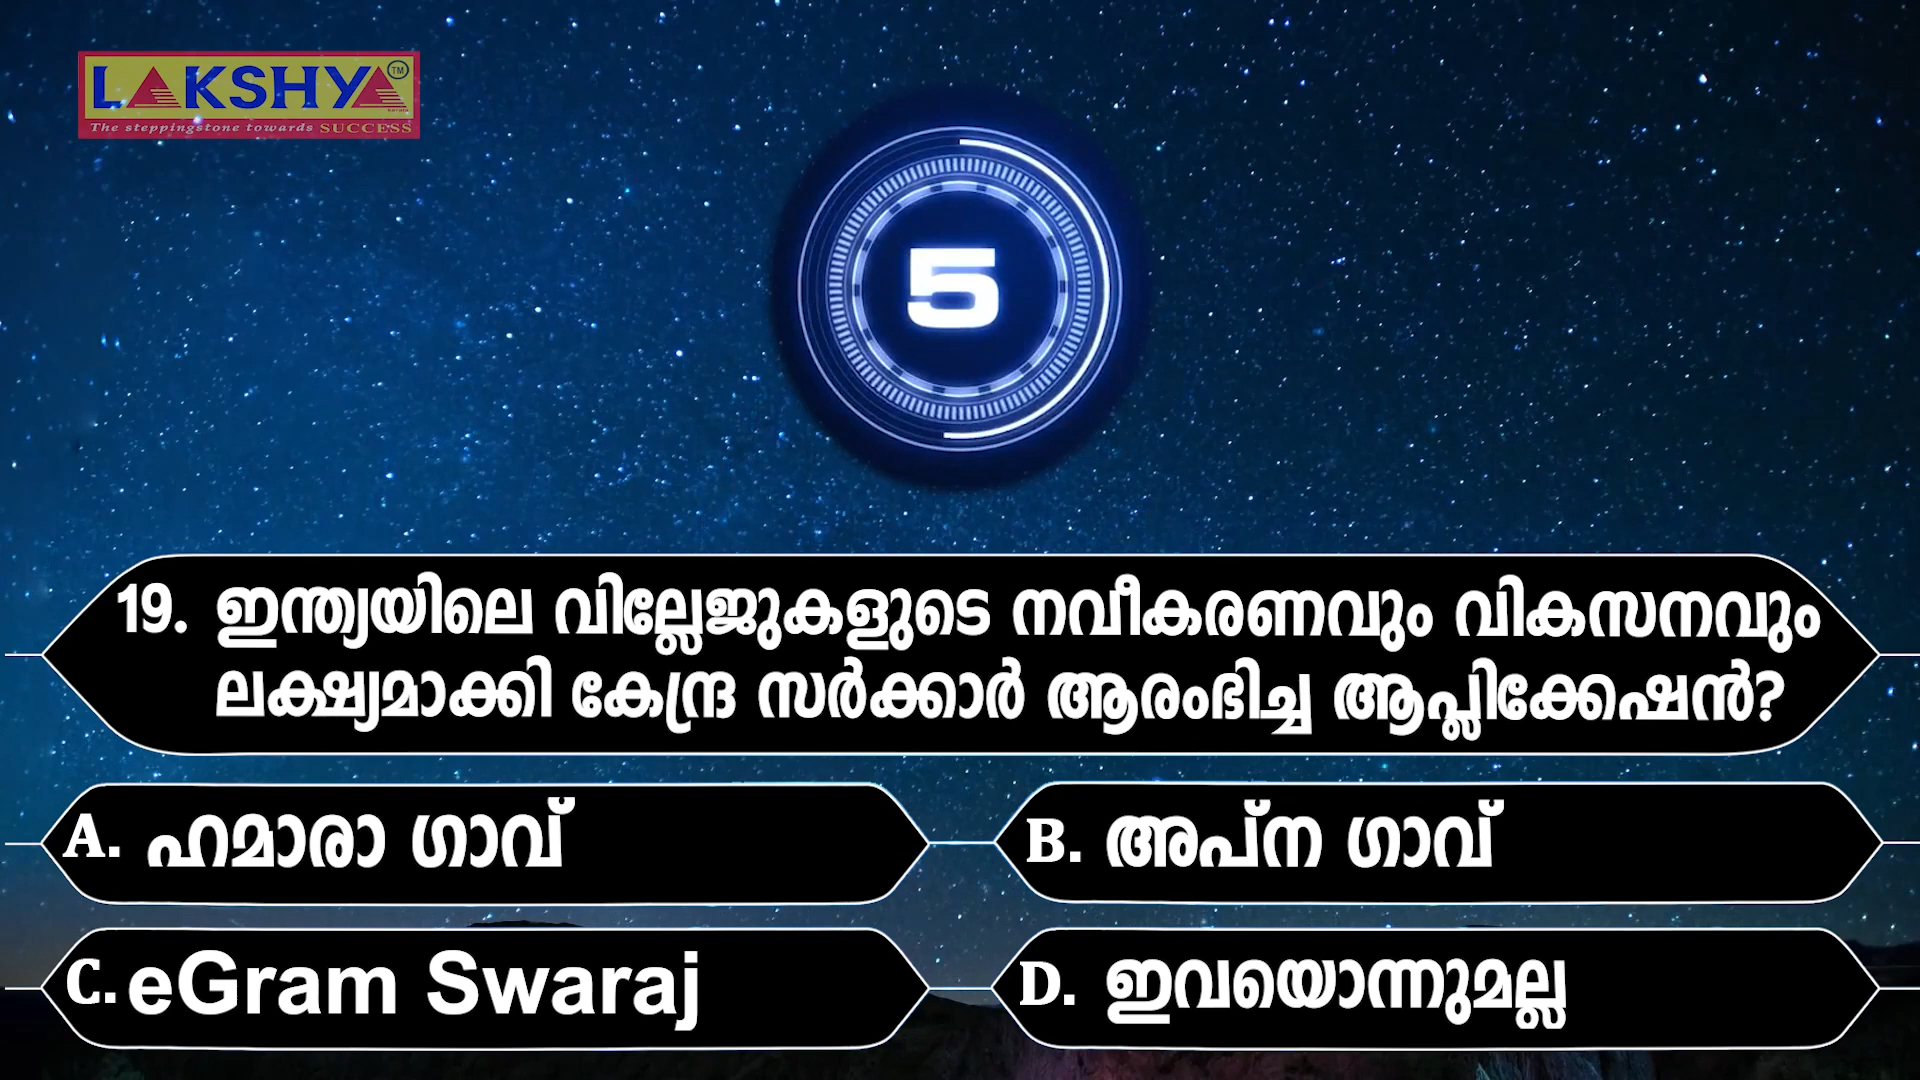 LAKSHYA TM
The steppingstone towards SUCCESS
5
19. ഇന്ത്യയിലെ വില്ലേജുകളുടെ നവീകരണവും വികസനവും
ലക്ഷ്യമാക്കി കേന്ദ്ര സർക്കാർ ആരംഭിച്ച ആപ്ലിക്കേഷൻ?
A. ഹമാരാ ഗാവ്
B. അപ്ന ഗാവ്
C. eGram Swaraj
D. ഇവയൊന്നുമല്ല